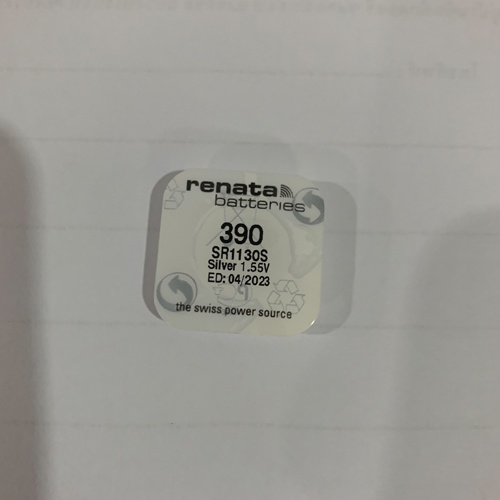 renata
batteries
390
SR1130S
Silver 1.55V
ED: 04/2023
the swiss power source